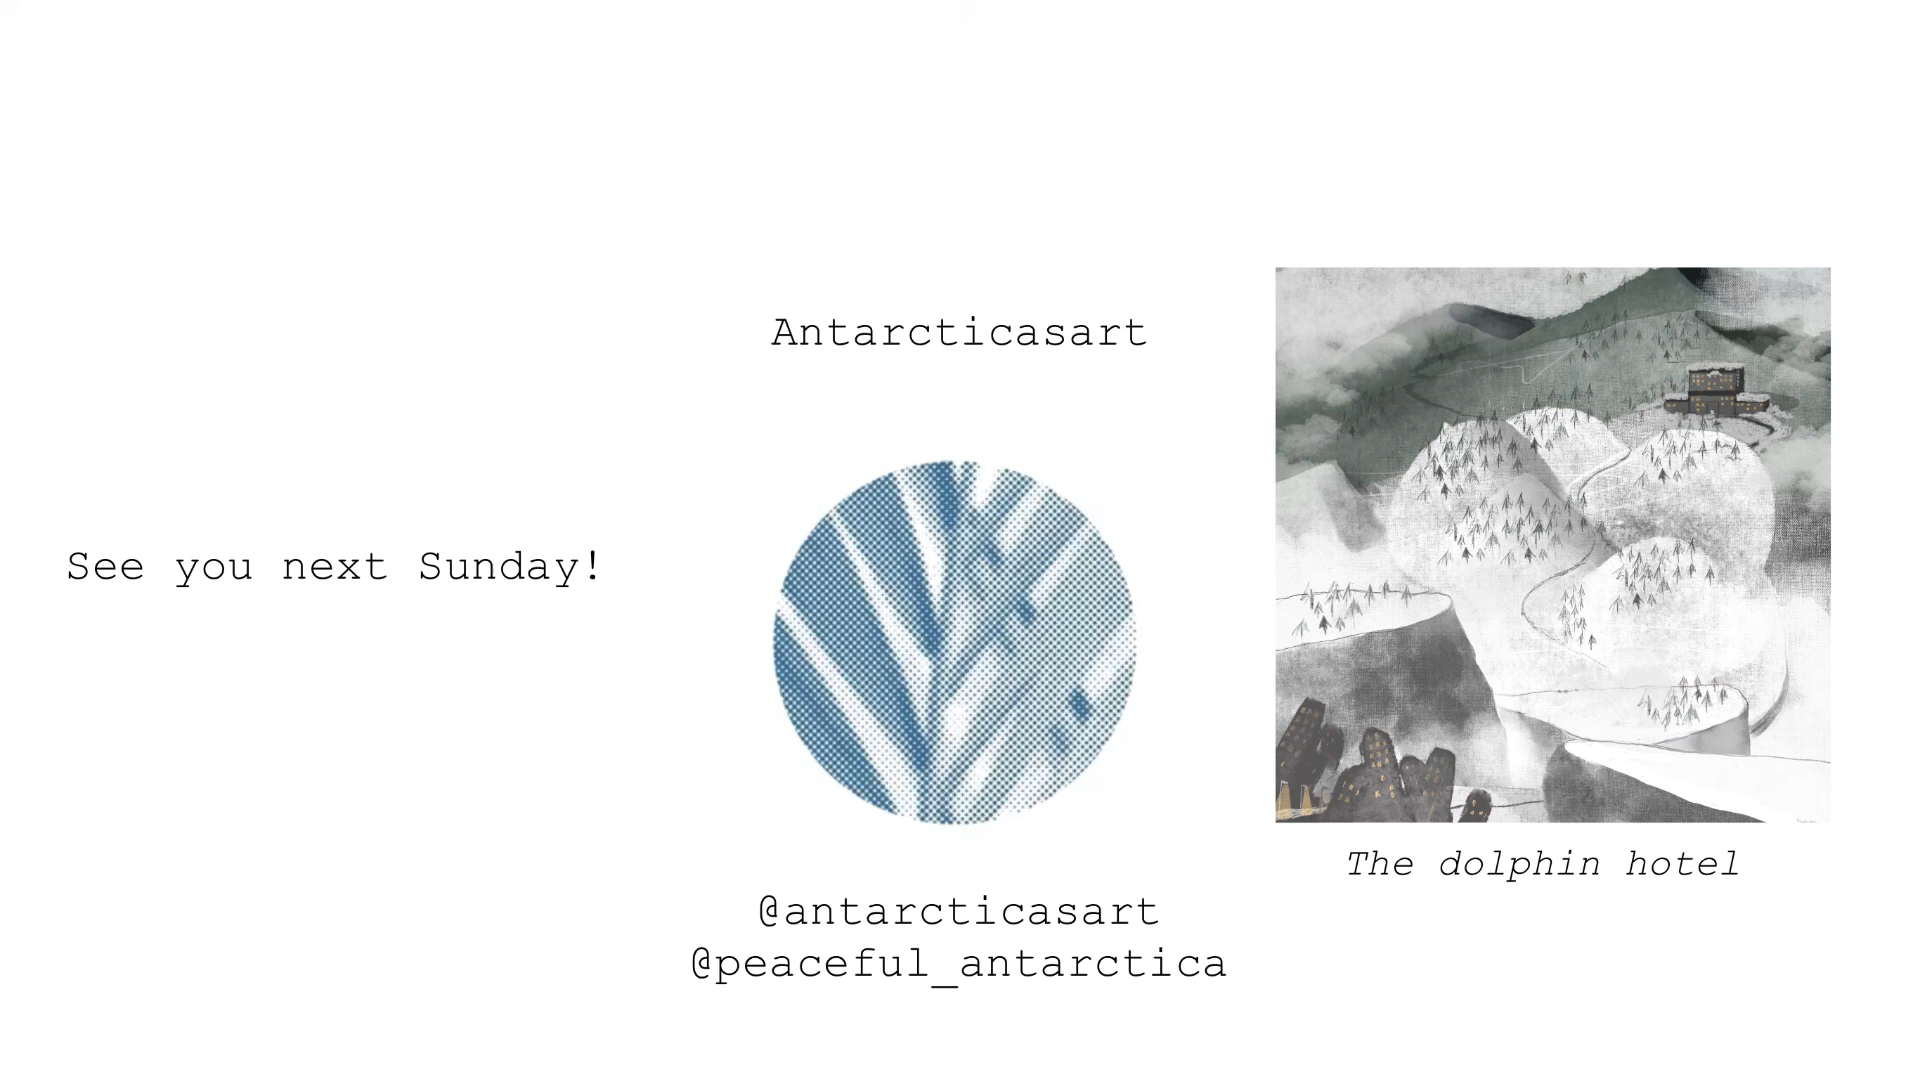 See you next Sunday!
Antarcticasart
@antarcticasart
@peaceful_antarctica
The dolphin hotel